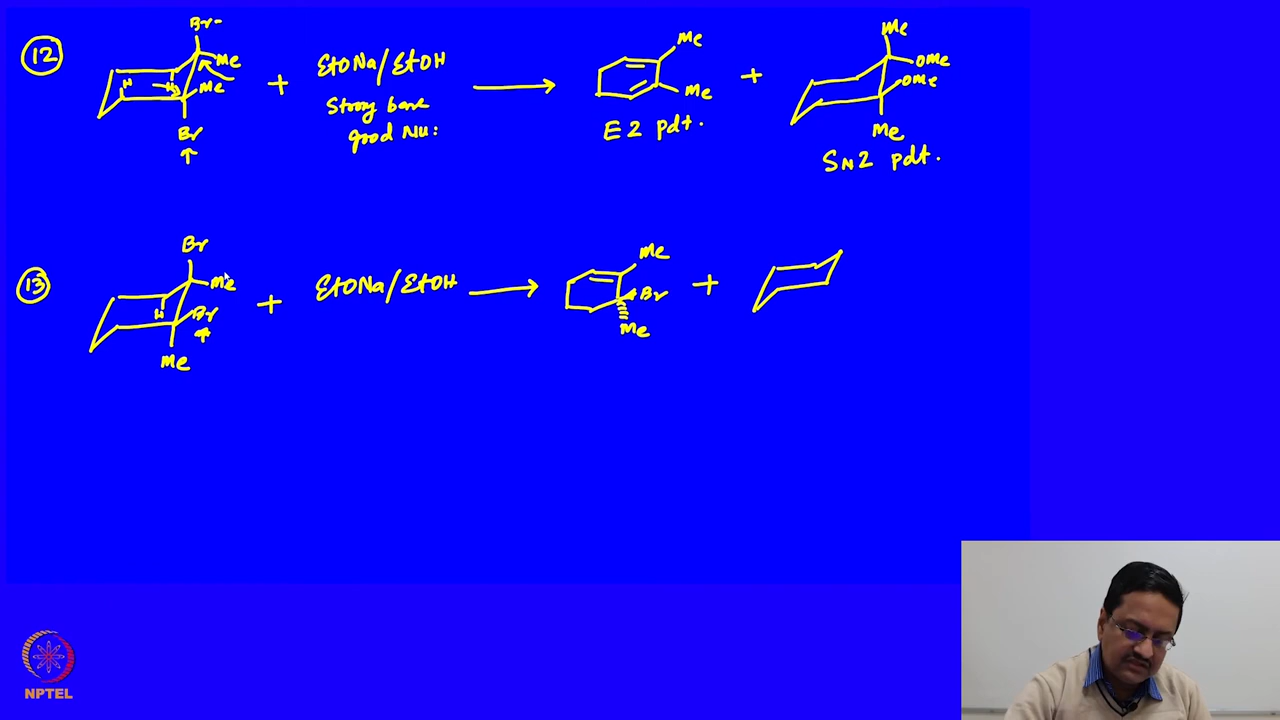 12
Br
Me
H
H
Me
Br
↑
+
EtONa/EtOH
Strong base
good Nu:
→
Me
Me
E2 pdt.
+
Me
OMe
OMe
Me
SN2 pdt.
13
Br
Me
Br
H
Me
+
EtONa/EtOH
→
Me
Br
Me
+
NPTEL